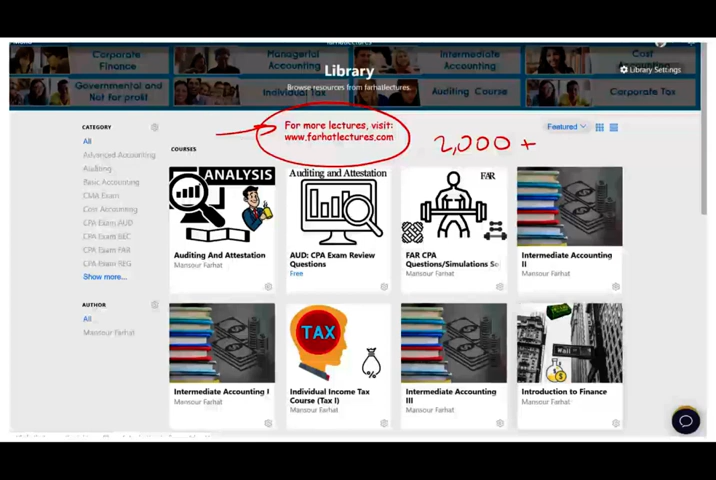 farhatlectures
Corporate Finance
Managerial Accounting
Intermediate Accounting
Cost Accounting
Library
Library Settings
Browse resources from farhatlectures.
Governmental and Not for profit
Individual Tax
Auditing Course
Corporate Tax
For more lectures, visit:
www.farhatlectures.com
2,000 +
Featured
CATEGORY
All
Advanced Accounting
Auditing
Basic Accounting
CMA Exam
Cost Accounting
CPA Exam AUD
CPA Exam BEC
CPA Exam FAR
CPA Exam REG
Show more...
AUTHOR
All
Mansour Farhat
COURSES
ANALYSIS
Auditing And Attestation
Mansour Farhat
Auditing and Attestation
AUD: CPA Exam Review
Questions
Free
FAR
FAR CPA
Questions/Simulations So
Mansour Farhat
Intermediate Accounting
II
Mansour Farhat
Intermediate Accounting I
Mansour Farhat
TAX
Individual Income Tax
Course (Tax I)
Mansour Farhat
Intermediate Accounting
III
Mansour Farhat
Introduction to Finance
Mansour Farhat